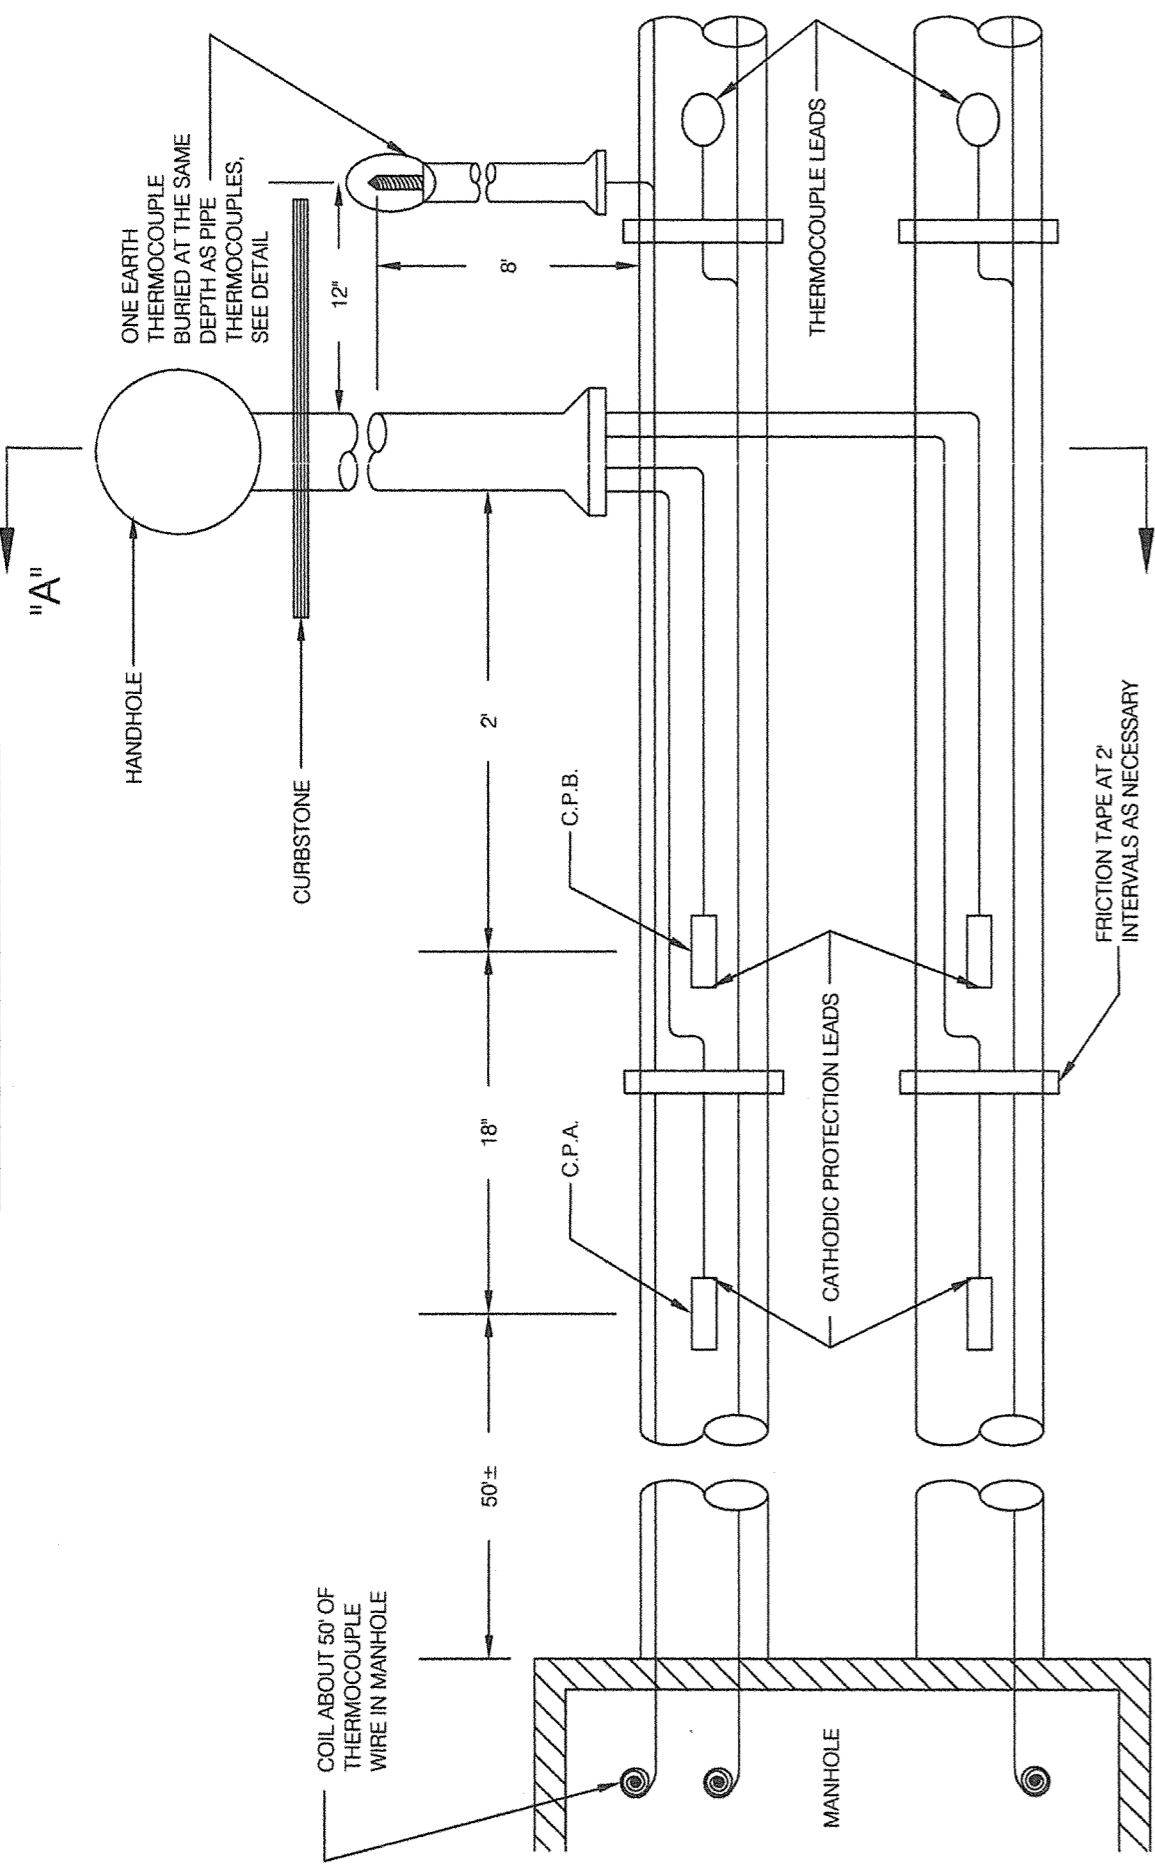 COIL ABOUT 50' OF
THERMOCOUPLE
WIRE IN MANHOLE
CURBSTONE
HANDHOLE
"A"
ONE EARTH
THERMOCOUPLE
BURIED AT THE SAME
DEPTH AS PIPE
THERMOCOUPLES,
SEE DETAIL
12"
50'±
18"
2'
8'
C.P.A.
C.P.B.
MANHOLE
CATHODIC PROTECTION LEADS
THERMOCOUPLE LEADS
FRICTION TAPE AT 2'
INTERVALS AS NECESSARY